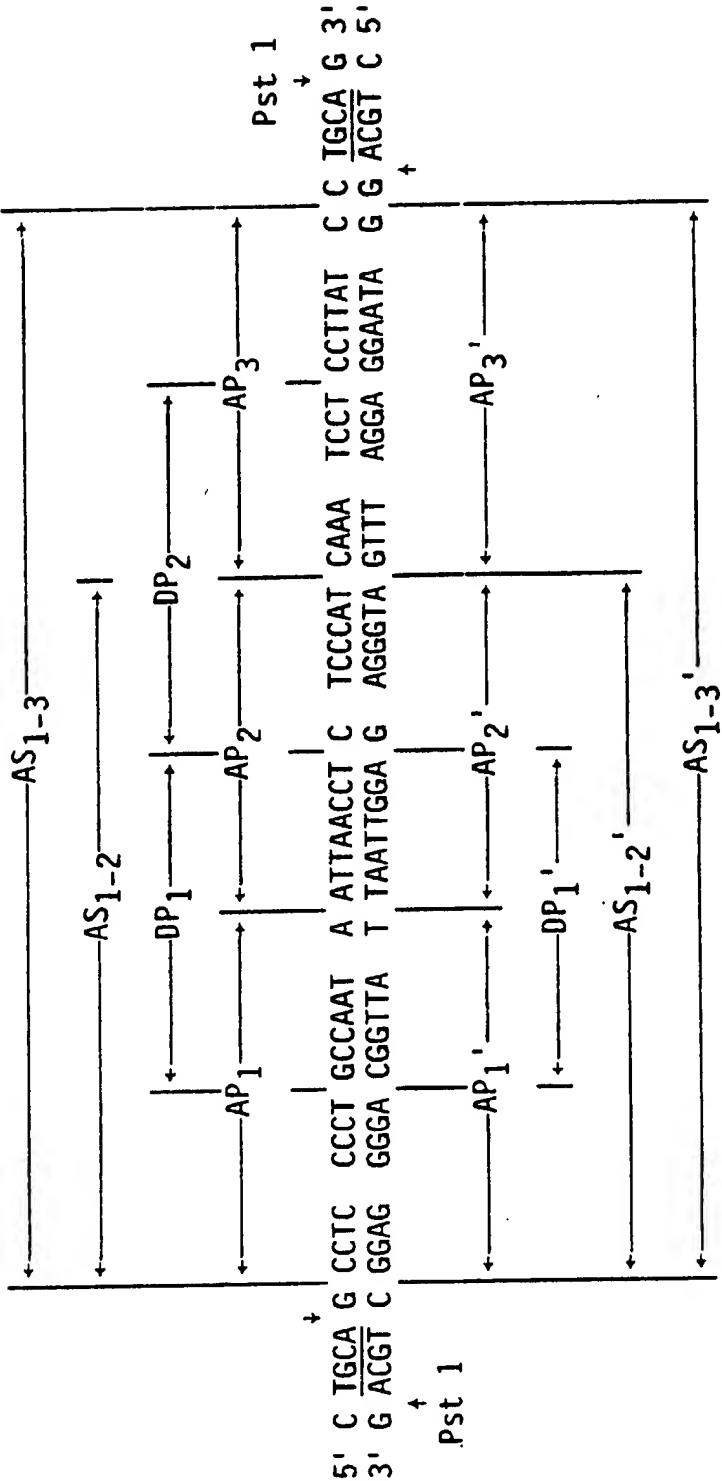 AS1-3
AS1-2
DP1 DP2
AP1 AP2 AP3
Pst 1
5' C TGCA G CCTC CCCT GCCAAT A ATTAACCT C TCCCAT CAAA TCCT CCTTAT C C TGCA G 3'
3' G ACGT C GGAG GGGA CGGTTA T TAATTGGA G AGGGTA GTTT AGGA GGAATA G G ACGT C 5'
Pst 1
AP1' AP2' AP3'
DP1'
AS1-2'
AS1-3'